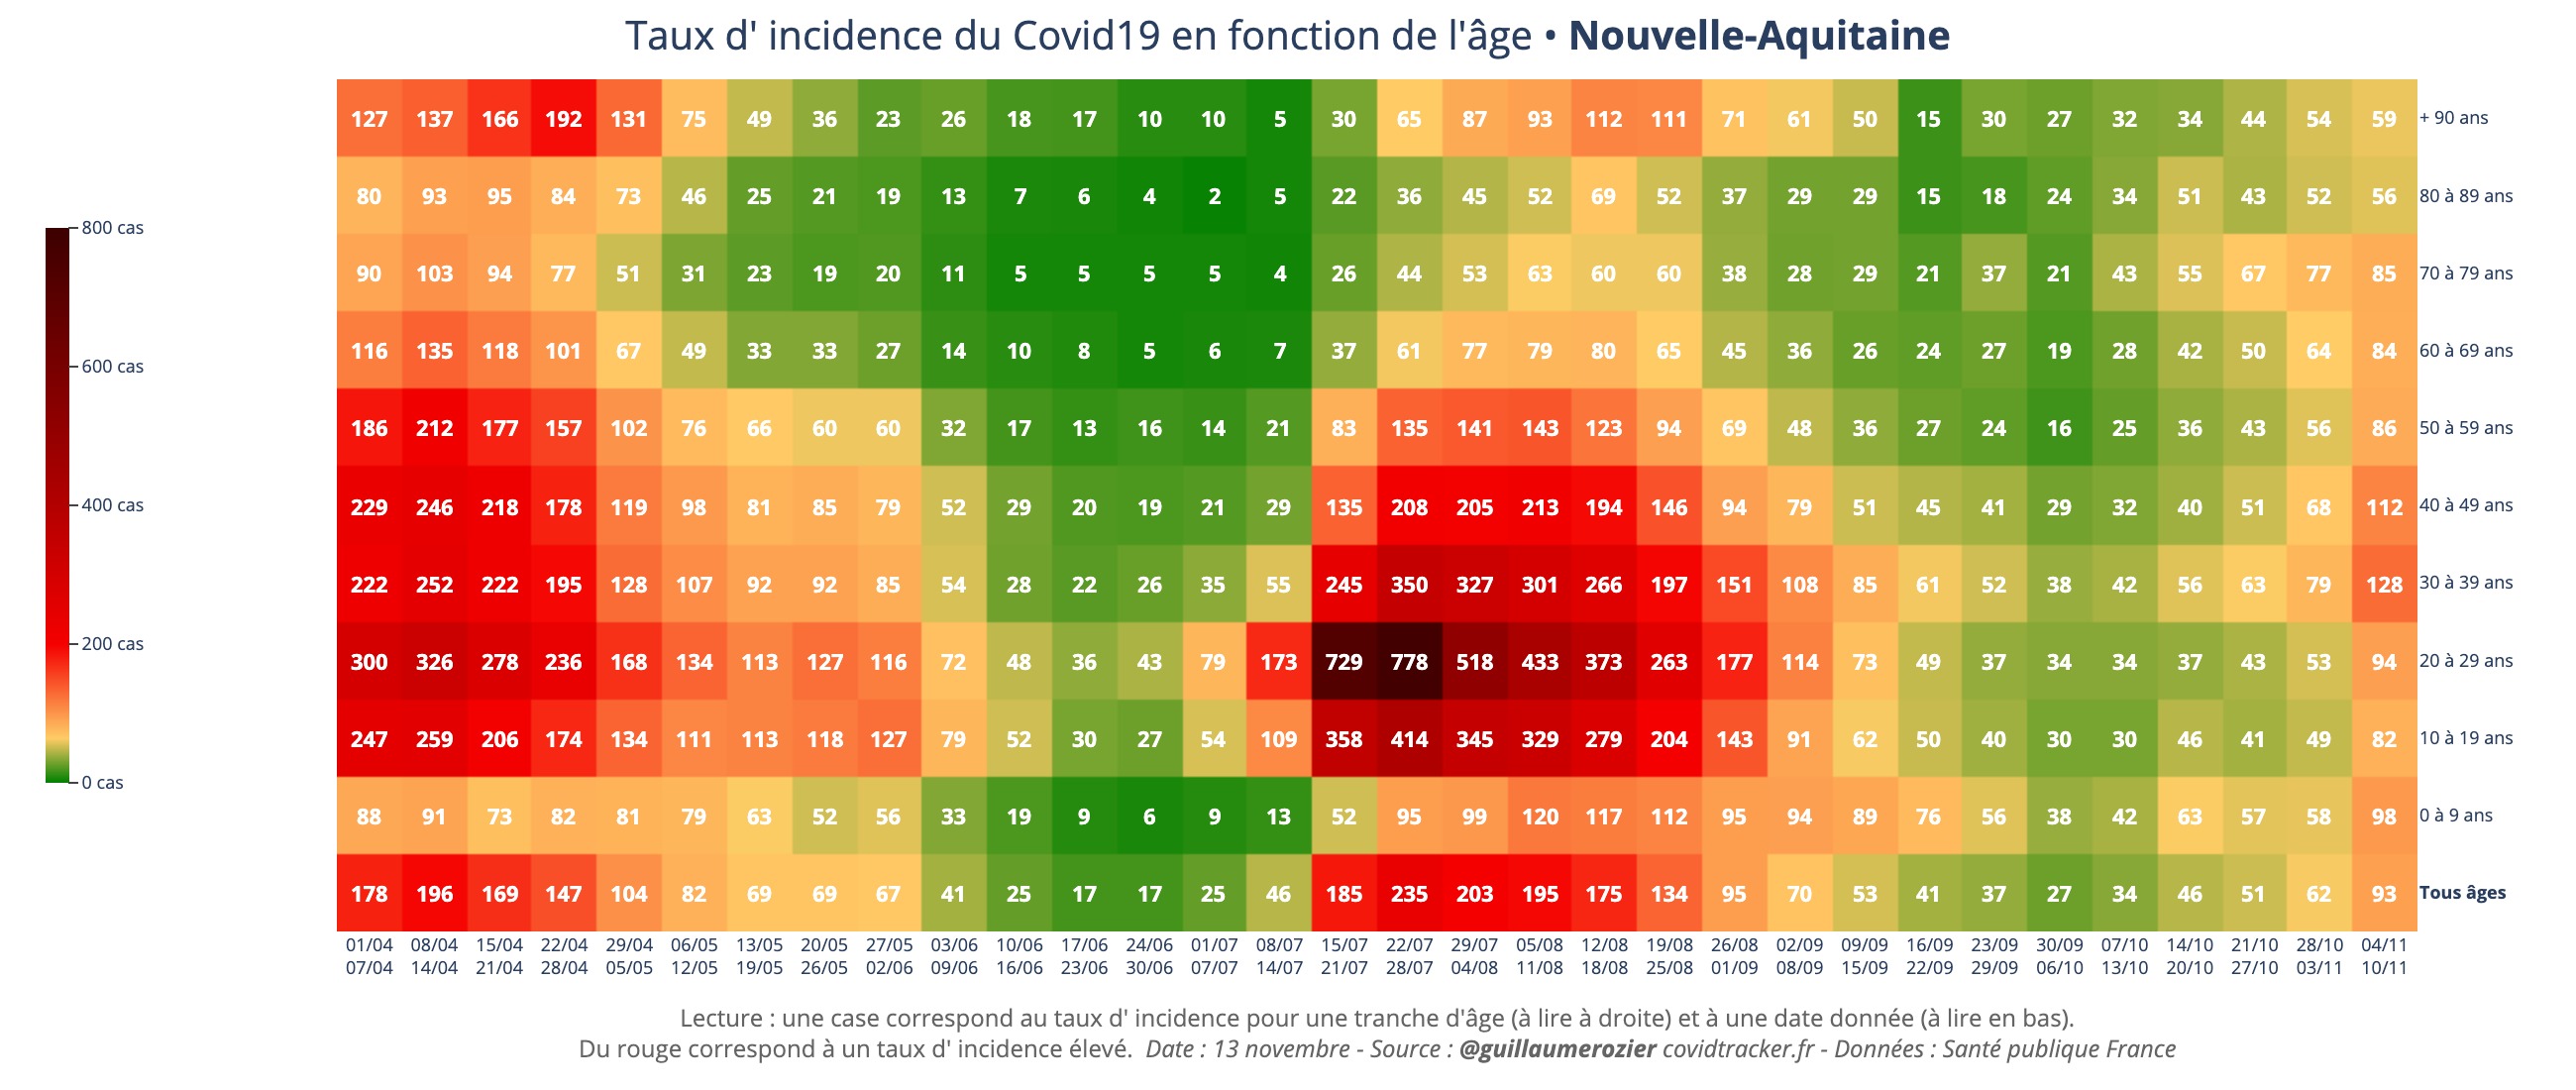 Taux d' incidence du Covid19 en fonction de l'âge • Nouvelle-Aquitaine
127 137 166 192 131 75 49 36 23 26 18 17 10 10 5 30 65 87 93 112 111 71 61 50 15 30 27 32 34 44 54 59 + 90 ans
80 93 95 84 73 46 25 21 19 13 7 6 4 2 5 22 36 45 52 69 52 37 29 29 15 18 24 34 51 43 52 56 80 à 89 ans
800 cas
90 103 94 77 51 31 23 19 20 11 5 5 5 5 4 26 44 53 63 60 60 38 28 29 21 37 21 43 55 67 77 85 70 à 79 ans
116 135 118 101 67 49 33 33 27 14 10 8 5 6 7 37 61 77 79 80 65 45 36 26 24 27 19 28 42 50 64 84 60 à 69 ans
600 cas
186 212 177 157 102 76 66 60 60 32 17 13 16 14 21 83 135 141 143 123 94 69 48 36 27 24 16 25 36 43 56 86 50 à 59 ans
400 cas
229 246 218 178 119 98 81 85 79 52 29 20 19 21 29 135 208 205 213 194 146 94 79 51 45 41 29 32 40 51 68 112 40 à 49 ans
222 252 222 195 128 107 92 92 85 54 28 22 26 35 55 245 350 327 301 266 197 151 108 85 61 52 38 42 56 63 79 128 30 à 39 ans
200 cas
300 326 278 236 168 134 113 127 116 72 48 36 43 79 173 729 778 518 433 373 263 177 114 73 49 37 34 34 37 43 53 94 20 à 29 ans
247 259 206 174 134 111 113 118 127 79 52 30 27 54 109 358 414 345 329 279 204 143 91 62 50 40 30 30 46 41 49 82 10 à 19 ans
0 cas
88 91 73 82 81 79 63 52 56 33 19 9 6 9 13 52 95 99 120 117 112 95 94 89 76 56 38 42 63 57 58 98 0 à 9 ans
178 196 169 147 104 82 69 69 67 41 25 17 17 25 46 185 235 203 195 175 134 95 70 53 41 37 27 34 46 51 62 93 Tous âges
01/04 08/04 15/04 22/04 29/04 06/05 13/05 20/05 27/05 03/06 10/06 17/06 24/06 01/07 08/07 15/07 22/07 29/07 05/08 12/08 19/08 26/08 02/09 09/09 16/09 23/09 30/09 07/10 14/10 21/10 28/10 04/11
07/04 14/04 21/04 28/04 05/05 12/05 19/05 26/05 02/06 09/06 16/06 23/06 30/06 07/07 14/07 21/07 28/07 04/08 11/08 18/08 25/08 01/09 08/09 15/09 22/09 29/09 06/10 13/10 20/10 27/10 03/11 10/11
Lecture : une case correspond au taux d' incidence pour une tranche d'âge (à lire à droite) et à une date donnée (à lire en bas).
Du rouge correspond à un taux d' incidence élevé. Date : 13 novembre - Source : @guillaumerozier covidtracker.fr - Données : Santé publique France